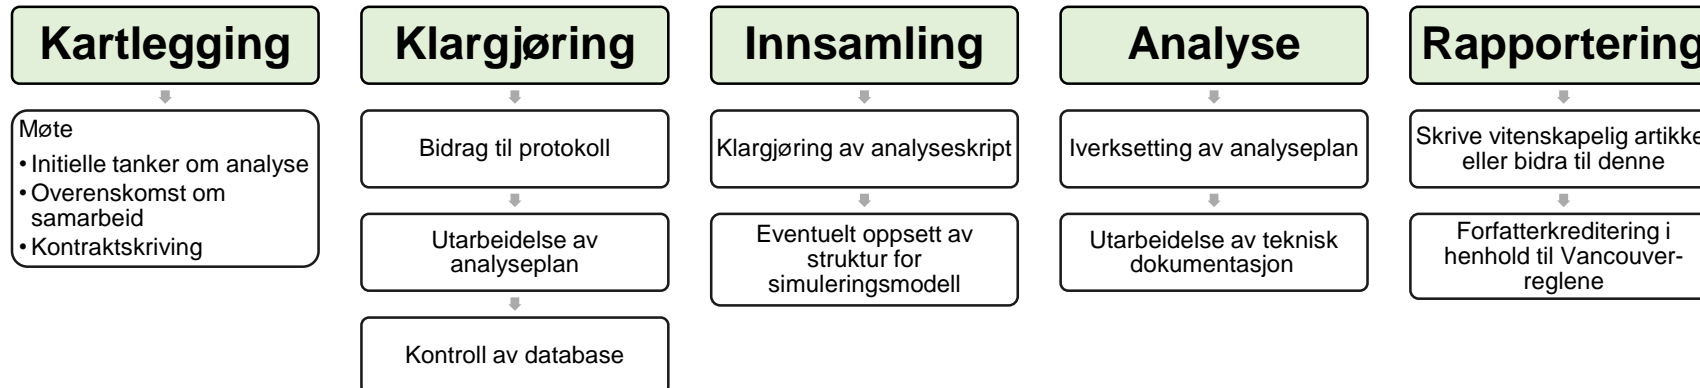 Kartlegging
Møte
• Initielle tanker om analyse
• Overenskomst om
samarbeid
• Kontraktskriving
Klargjøring
Bidrag til protokoll
Utarbeidelse av
analyseplan
Kontroll av database
Innsamling
Klargjøring av analyseskript
Eventuelt oppsett av
struktur for
simuleringsmodell
Analyse
Iverksetting av analyseplan
Utarbeidelse av teknisk
dokumentasjon
Rapportering
Skrive vitenskapelig artikke
eller bidra til denne
Forfatterkreditering i
henhold til Vancouver-
reglene